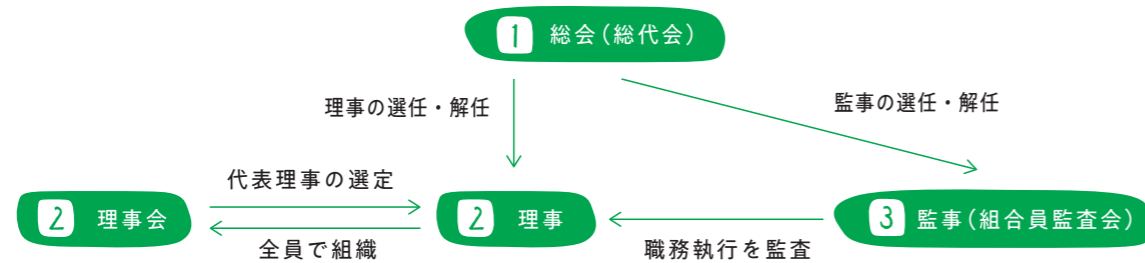 1 総会(総代会)
理事の選任・解任
監事の選任・解任
代表理事の選定
2 理事会
2 理事
3 監事(組合員監査会)
全員で組織
職務執行を監査